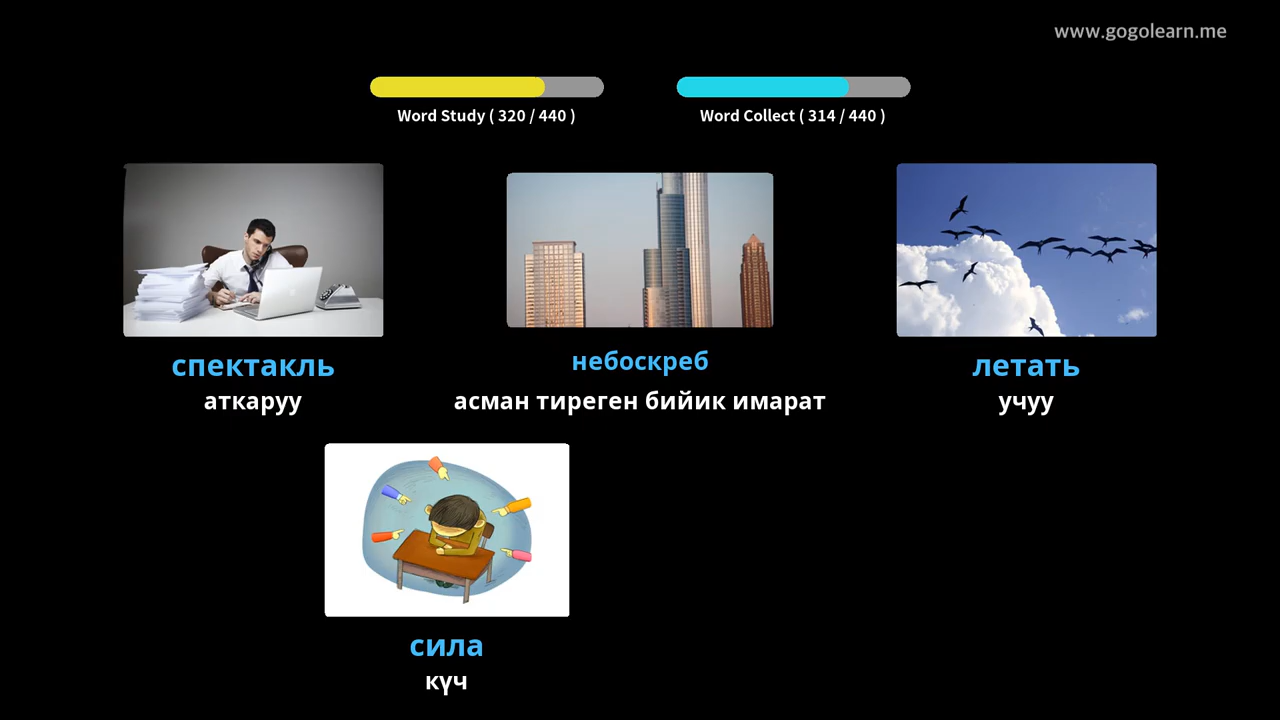 www.gogolearn.me
Word Study ( 320 / 440 )
Word Collect ( 314 / 440 )
спектакль
аткаруу
небоскреб
асман тиреген бийик имарат
летать
учуу
сила
күч